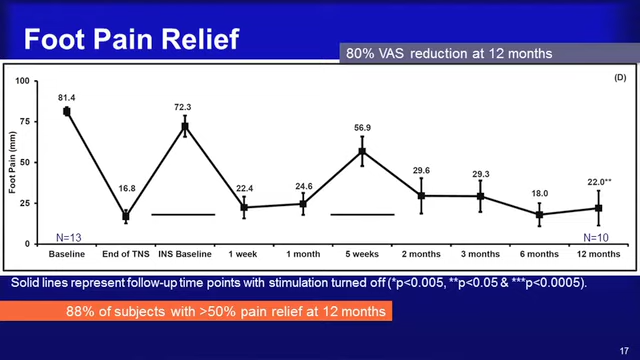 Foot Pain Relief
80% VAS reduction at 12 months
(D)
Foot Pain (mm)
100
75
50
25
0
81.4
16.8
72.3
22.4
24.6
56.9
29.6
29.3
18.0
22.0**
N=13
N=10
Baseline
End of TNS
INS Baseline
1 week
1 month
5 weeks
2 months
3 months
6 months
12 months
Solid lines represent follow-up time points with stimulation turned off (*p<0.005, **p<0.05 & ***p<0.0005).
88% of subjects with >50% pain relief at 12 months
17